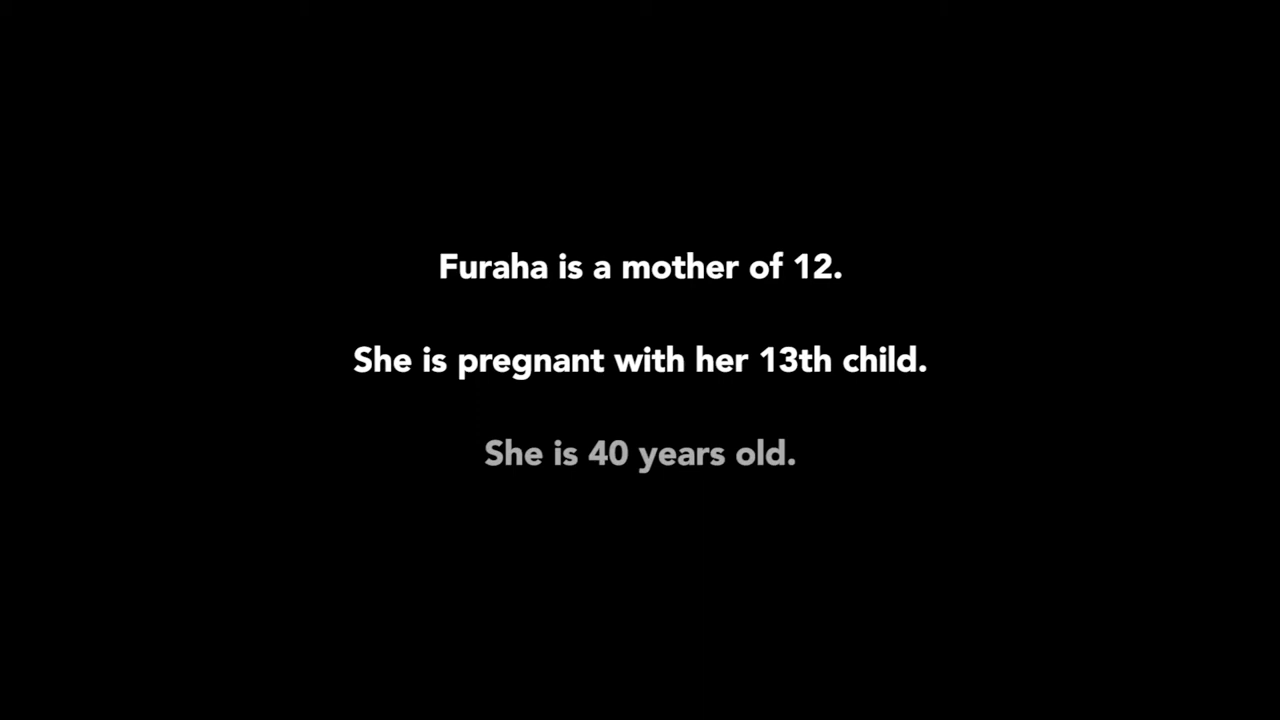 Furaha is a mother of 12.
She is pregnant with her 13th child.
She is 40 years old.